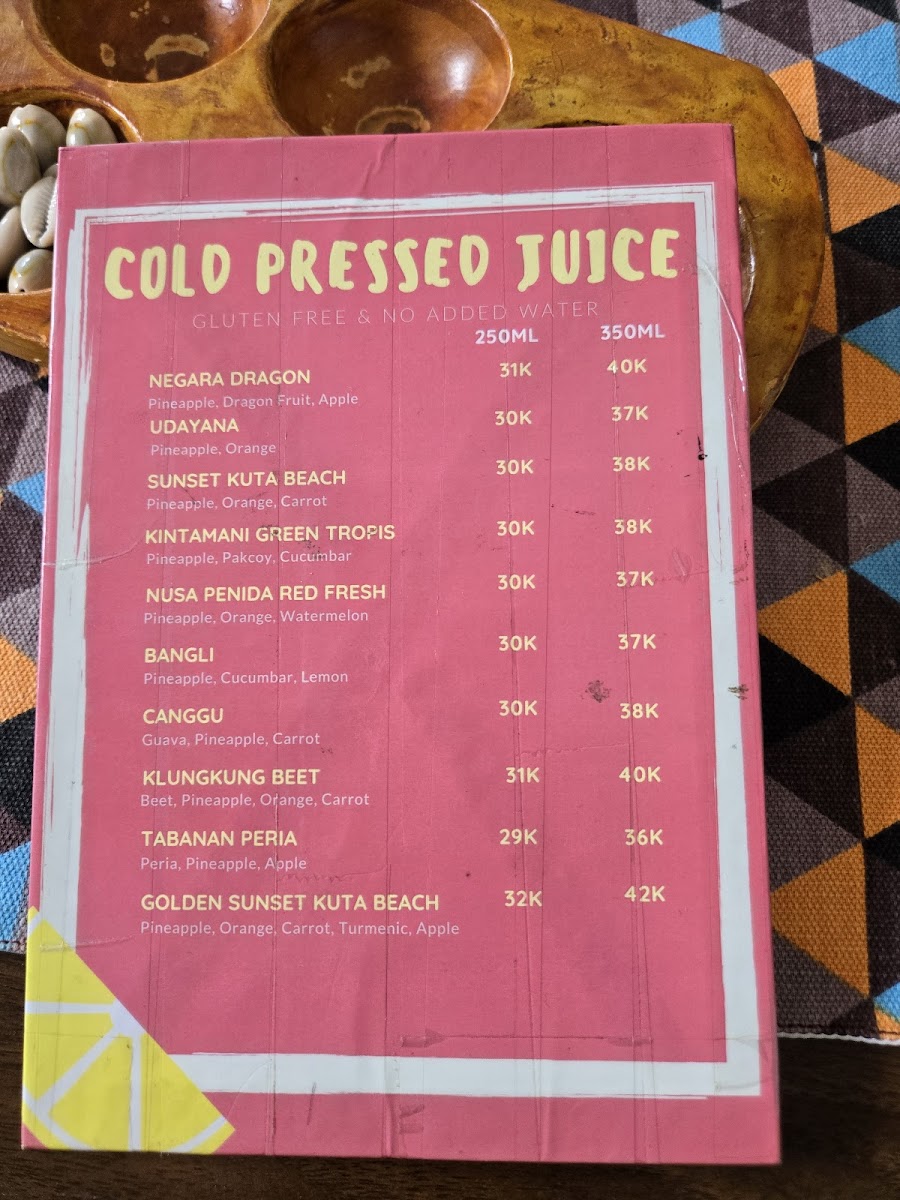 COLD PRESSED JUICE
GLUTEN FREE & NO ADDED WATER
250ML 350ML
NEGARA DRAGON 31K 40K
Pineapple, Dragon Fruit, Apple
UDAYANA 30K 37K
Pineapple, Orange
SUNSET KUTA BEACH 30K 38K
Pineapple, Orange, Carrot
KINTAMANI GREEN TROPIS 30K 38K
Pineapple, Pakcoy, Cucumbar
NUSA PENIDA RED FRESH 30K 37K
Pineapple, Orange, Watermelon
BANGLI 30K 37K
Pineapple, Cucumbar, Lemon
CANGGU 30K 38K
Guava, Pineapple, Carrot
KLUNGKUNG BEET 31K 40K
Beet, Pineapple, Orange, Carrot
TABANAN PERIA 29K 36K
Peria, Pineapple, Apple
GOLDEN SUNSET KUTA BEACH 32K 42K
Pineapple, Orange, Carrot, Turmenic, Apple